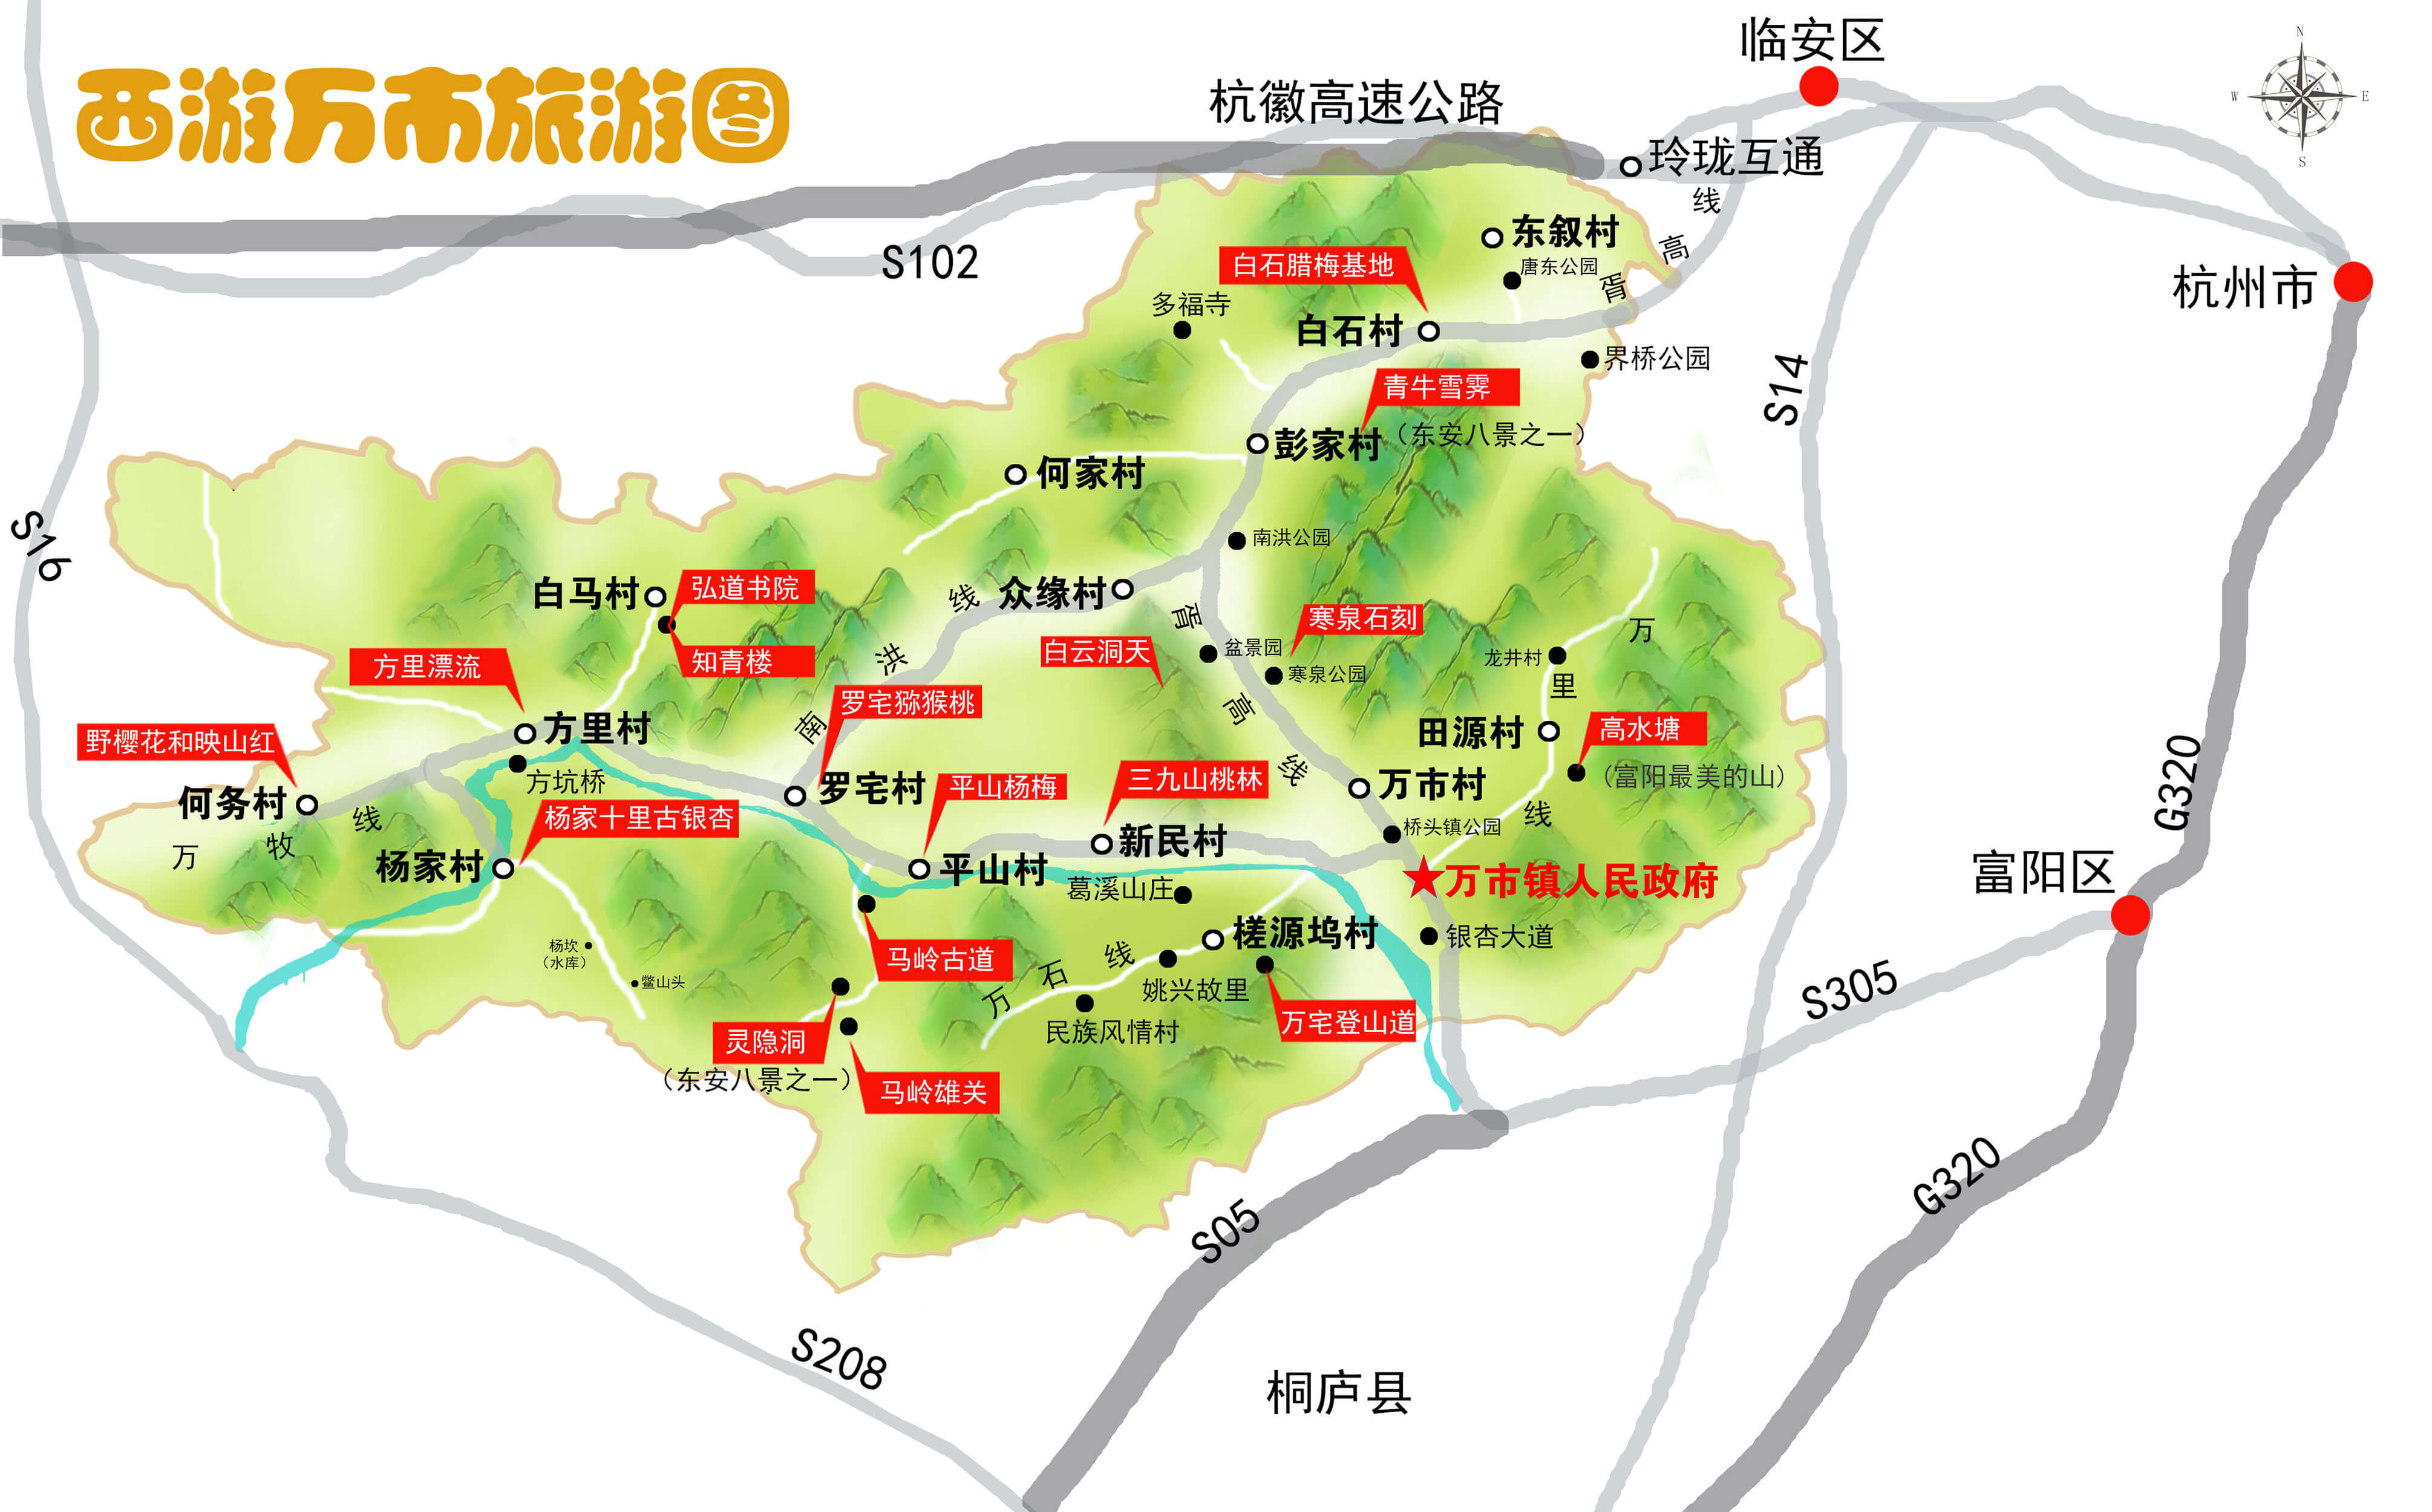 西游万市旅游图
临安区
杭徽高速公路
玲珑互通
N
W
E
S
线
高
胥
东叙村
唐东公园
白石腊梅基地
S102
杭州市
多福寺
白石村
界桥公园
青牛雪霁
（东安八景之一）
S14
彭家村
何家村
S16
南洪公园
白马村
弘道书院
知青楼
线
洪
南
众缘村
胥
高
线
白云洞天
盆景园
寒泉石刻
寒泉公园
龙井村
万
里
线
方里漂流
罗宅猕猴桃
田源村
高水塘
（富阳最美的山）
方里村
方坑桥
野樱花和映山红
何务村
万
牧
线
罗宅村
平山杨梅
三九山桃林
万市村
G320
杨家十里古银杏
桥头镇公园
杨家村
平山村
新民村
葛溪山庄
万市镇人民政府
富阳区
槎源坞村
银杏大道
杨坎
（水库）
鳖山头
马岭古道
万
石
线
姚兴故里
S305
灵隐洞
（东安八景之一）
民族风情村
万宅登山道
马岭雄关
G320
S05
S208
桐庐县